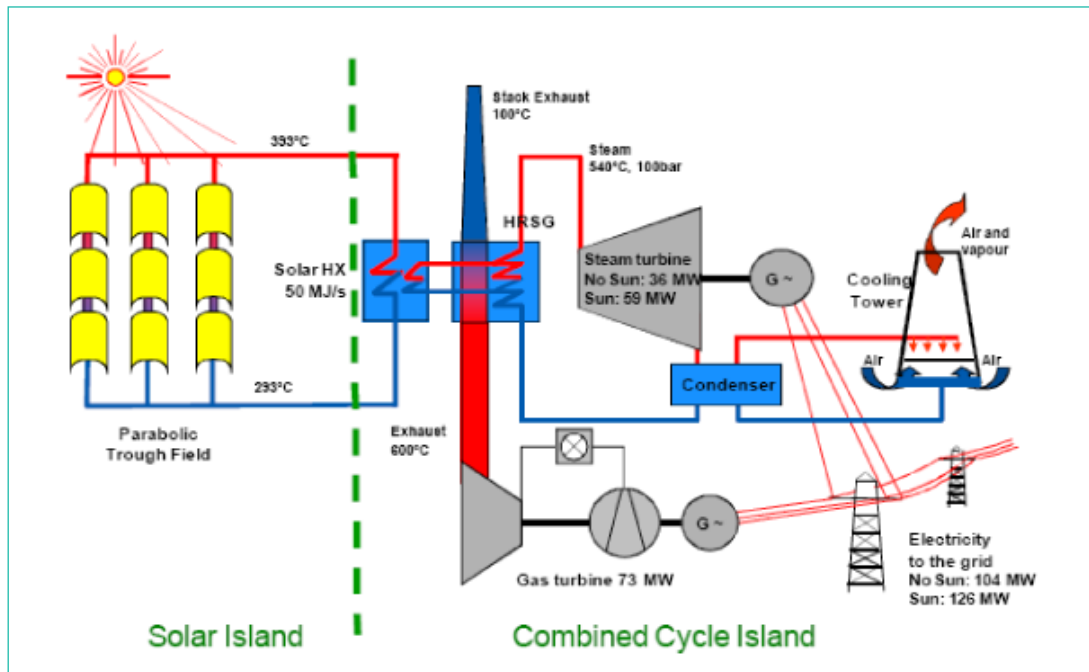 Stack Exhaust
100°C
393°C
Steam
540°C, 100bar
HRSG
Air and
vapour
Solar HX
50 MJ/s
Steam turbine
No Sun: 36 MW
Sun: 59 MW
G ~
Cooling
Tower
Air
Air
Condenser
293°C
Parabolic
Trough Field
Exhaust
600°C
G ~
Gas turbine 73 MW
Electricity
to the grid
No Sun: 104 MW
Sun: 126 MW
Solar Island
Combined Cycle Island